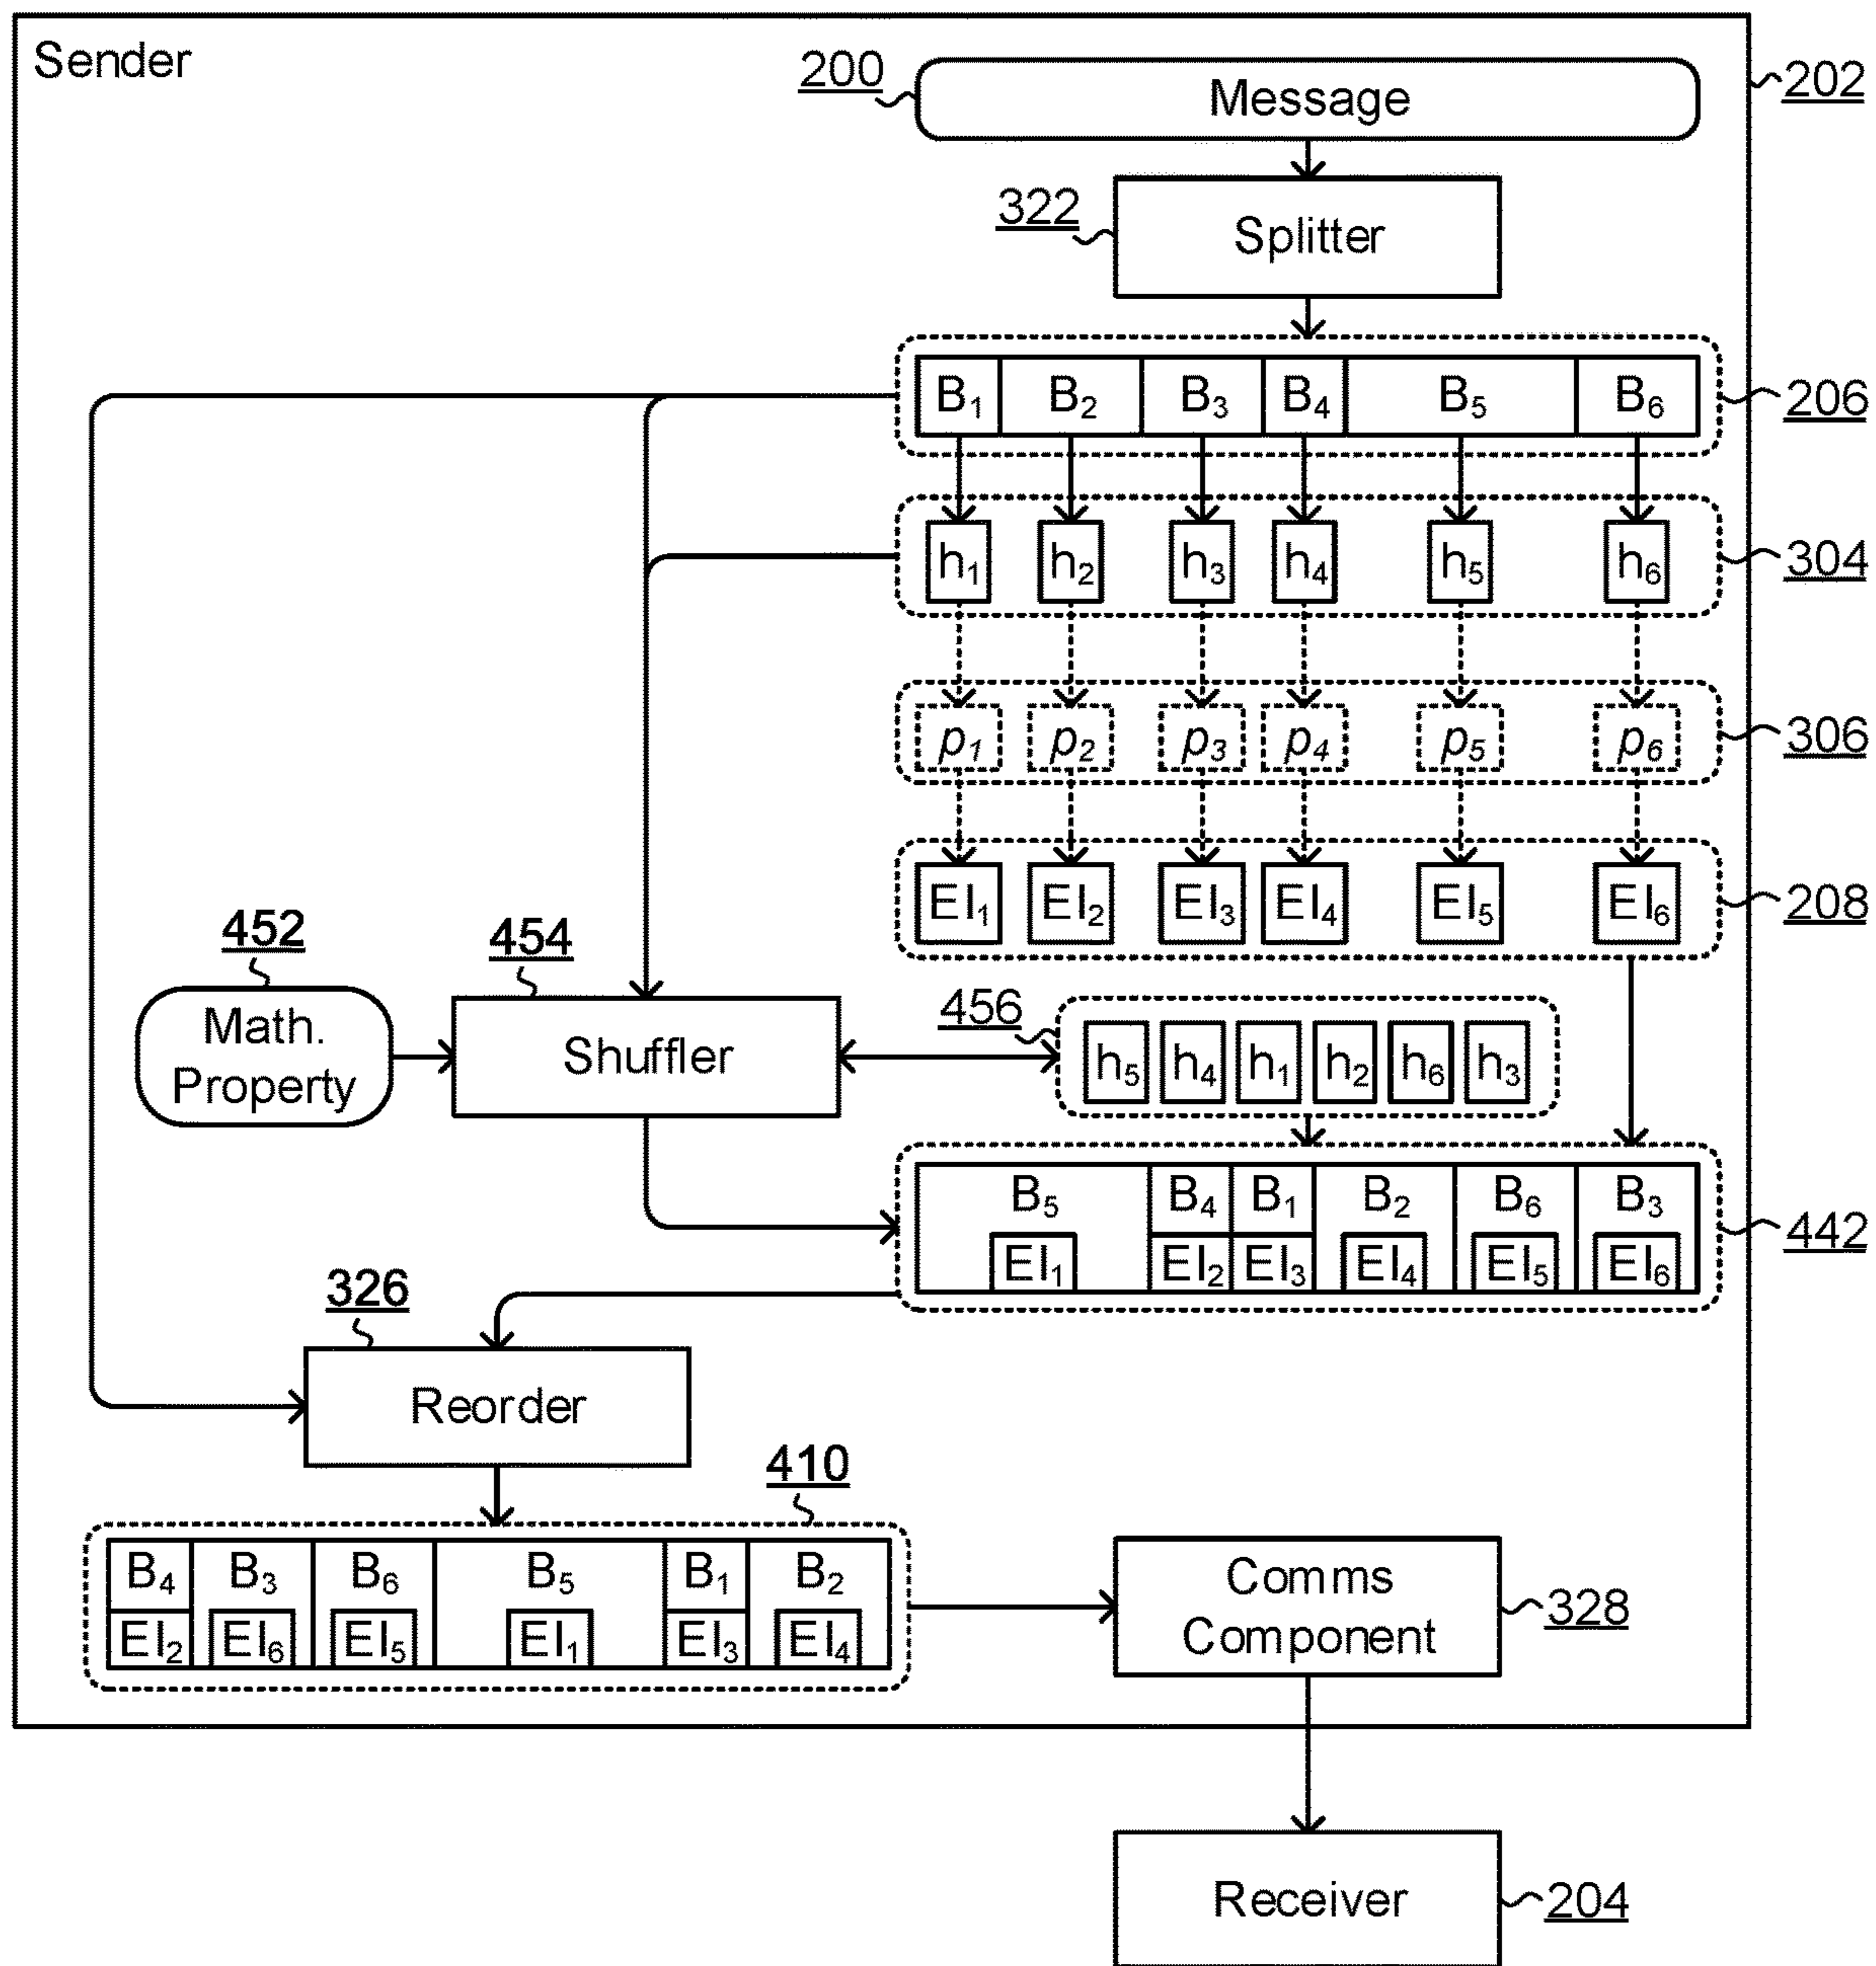 Sender
200
Message
202
322
Splitter
B1 B2 B3 B4 B5 B6
206
h1 h2 h3 h4 h5 h6
304
p1 p2 p3 p4 p5 p6
306
EI1 EI2 EI3 EI4 EI5 EI6
208
452
454
Math.
Property
Shuffler
456
h5 h4 h1 h2 h6 h3
B5 B4 B1 B2 B6 B3
EI1 EI2 EI3 EI4 EI5 EI6
442
326
Reorder
410
B4 B3 B6 B5 B1 B2
EI2 EI6 EI5 EI1 EI3 EI4
Comms
Component
328
Receiver
204